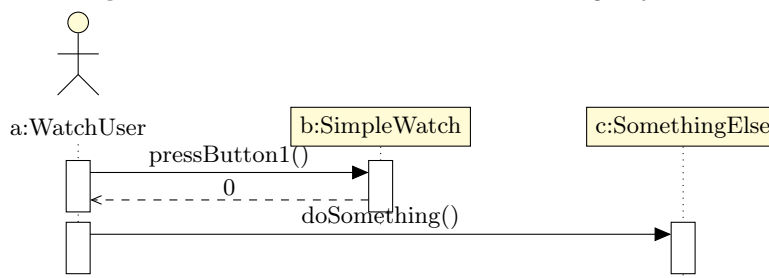 a:WatchUser
b:SimpleWatch
c:SomethingElse
pressButton1()
0
doSomething()